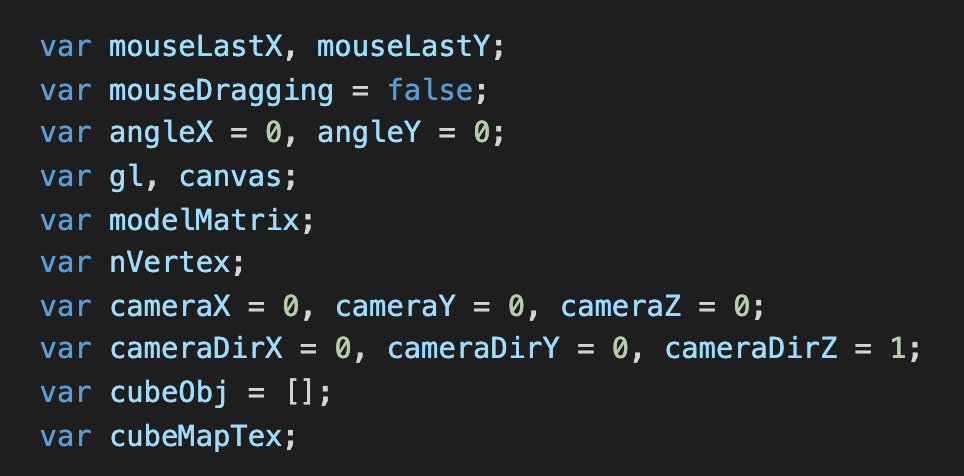 var mouseLastX, mouseLastY;
var mouseDragging = false;
var angleX = 0, angleY = 0;
var gl, canvas;
var modelMatrix;
var nVertex;
var cameraX = 0, cameraY = 0, cameraZ = 0;
var cameraDirX = 0, cameraDirY = 0, cameraDirZ = 1;
var cubeObj = [];
var cubeMapTex;